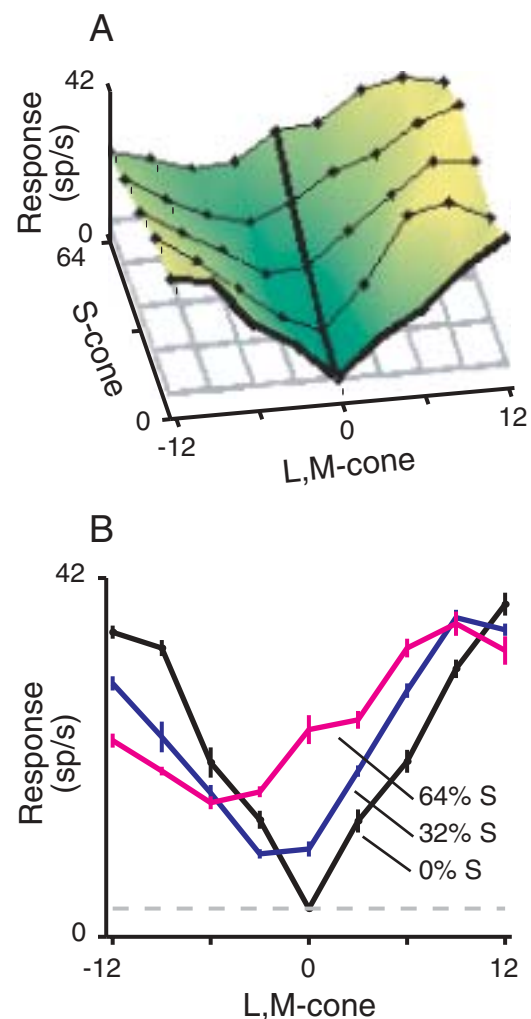 A
42
Response
(sp/s)
0
64
S-cone
0
-12
0
12
L,M-cone
B
42
Response
(sp/s)
64% S
32% S
0% S
0
-12
0
12
L,M-cone